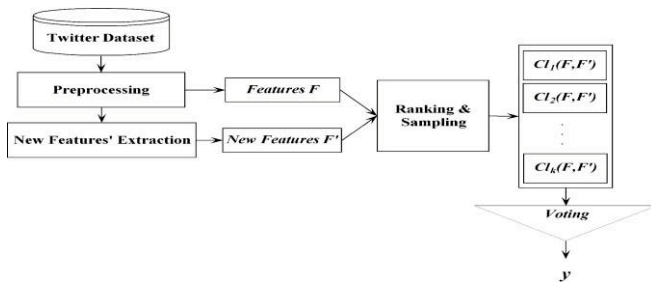 Twitter Dataset
Preprocessing
Features F
New Features' Extraction
New Features F'
Ranking &
Sampling
Cl₁(F,F')
Cl₂(F,F')
.
.
.
Clₖ(F,F')
Voting
y